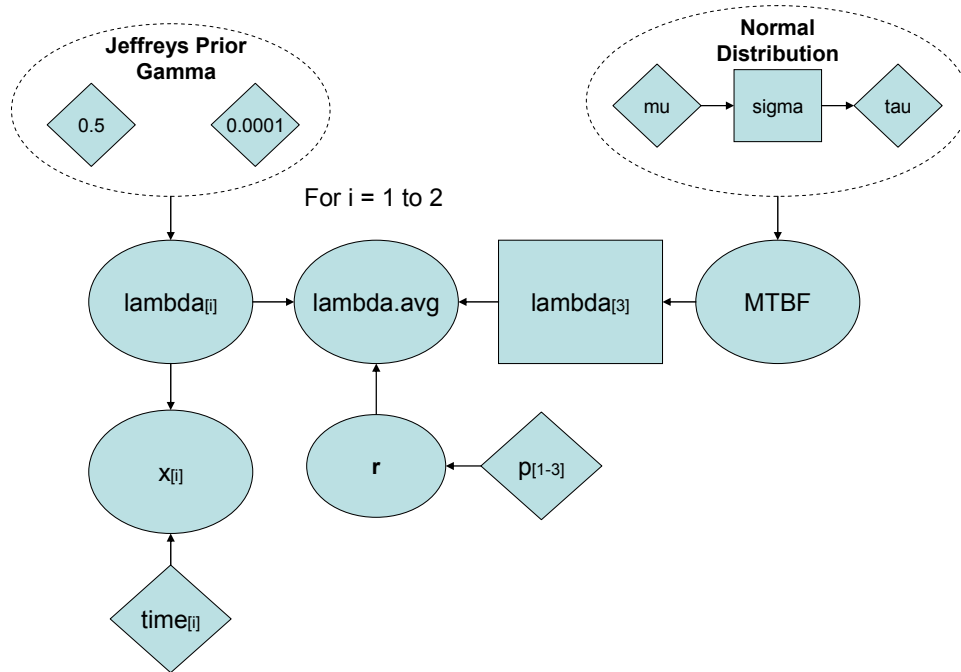 Jeffreys Prior
Gamma
0.5
0.0001
Normal
Distribution
mu
sigma
tau
For i = 1 to 2
lambda[i]
lambda.avg
lambda[3]
MTBF
x[i]
r
p[1-3]
time[i]